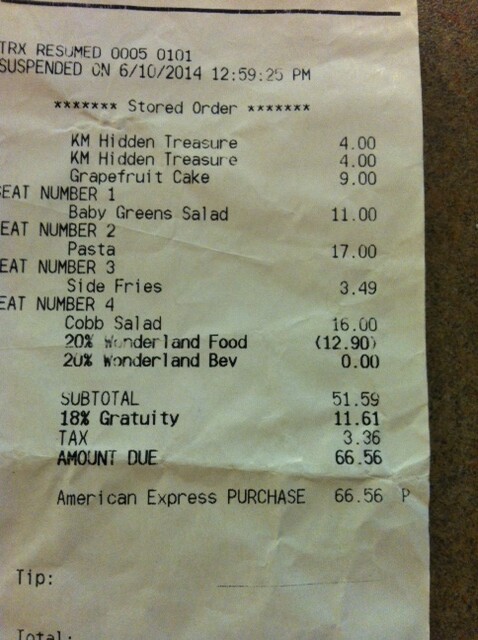 TRX RESUMED 0005 0101
SUSPENDED ON 6/10/2014 12:59:25 PM
******* Stored Order *******
KM Hidden Treasure 4.00
KM Hidden Treasure 4.00
Grapefruit Cake 9.00
EAT NUMBER 1
Baby Greens Salad 11.00
EAT NUMBER 2
Pasta 17.00
EAT NUMBER 3
Side Fries 3.49
EAT NUMBER 4
Cobb Salad 16.00
20% Wonderland Food (12.90)
20% Wonderland Bev 0.00
SUBTOTAL 51.59
18% Gratuity 11.61
TAX 3.36
AMOUNT DUE 66.56
American Express PURCHASE 66.56 P
Tip:
Total: